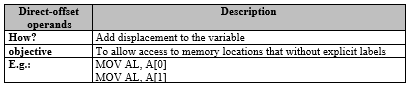 Direct-offset operands Description
How? Add displacement to the variable
objective To allow access to memory locations that without explicit labels
E.g.: MOV AL, A[0]
MOV AL, A[1]